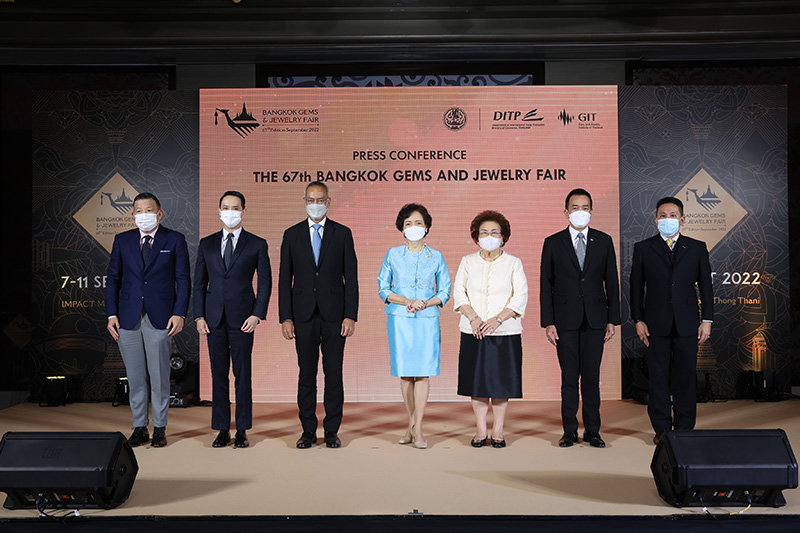 BANGKOK GEMS
& JEWELRY FAIR
67th Edition September 2022
DITP
GIT
PRESS CONFERENCE
THE 67th BANGKOK GEMS AND JEWELRY FAIR
BANGKOK GEMS
& JEWELRY FAIR
BANGKOK GEMS
& JEWELRY FAIR
7-11 SE
IMPACT M
2022
Thong Thani